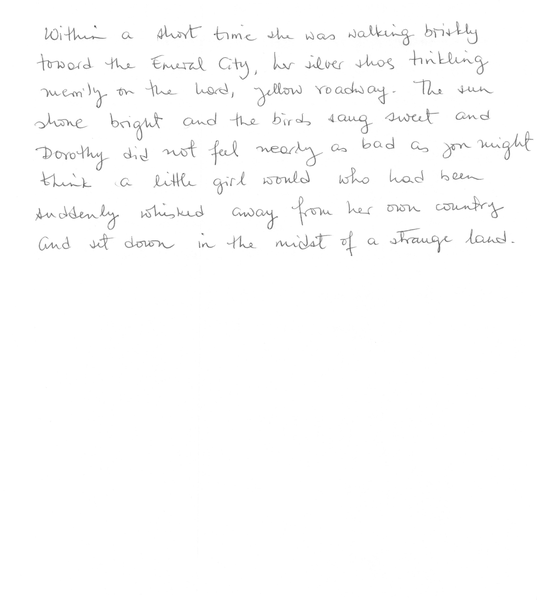 Within a short time she was walking briskly
toward the Emeral City, her silver shos tinkling
merrily on the hard, yellow roadway. The sun
shone bright and the birds sang sweet and
Dorothy did not feel nearly as bad as you might
think a little girl would who had been
suddenly whisked away from her own country
and set down in the midst of a strange land.